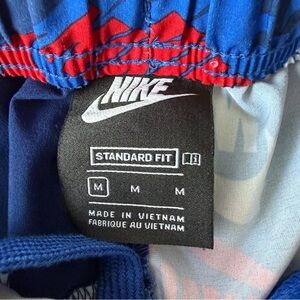 NIKE
STANDARD FIT
M M M
MADE IN VIETNAM
FABRIQUE AU VIETNAM